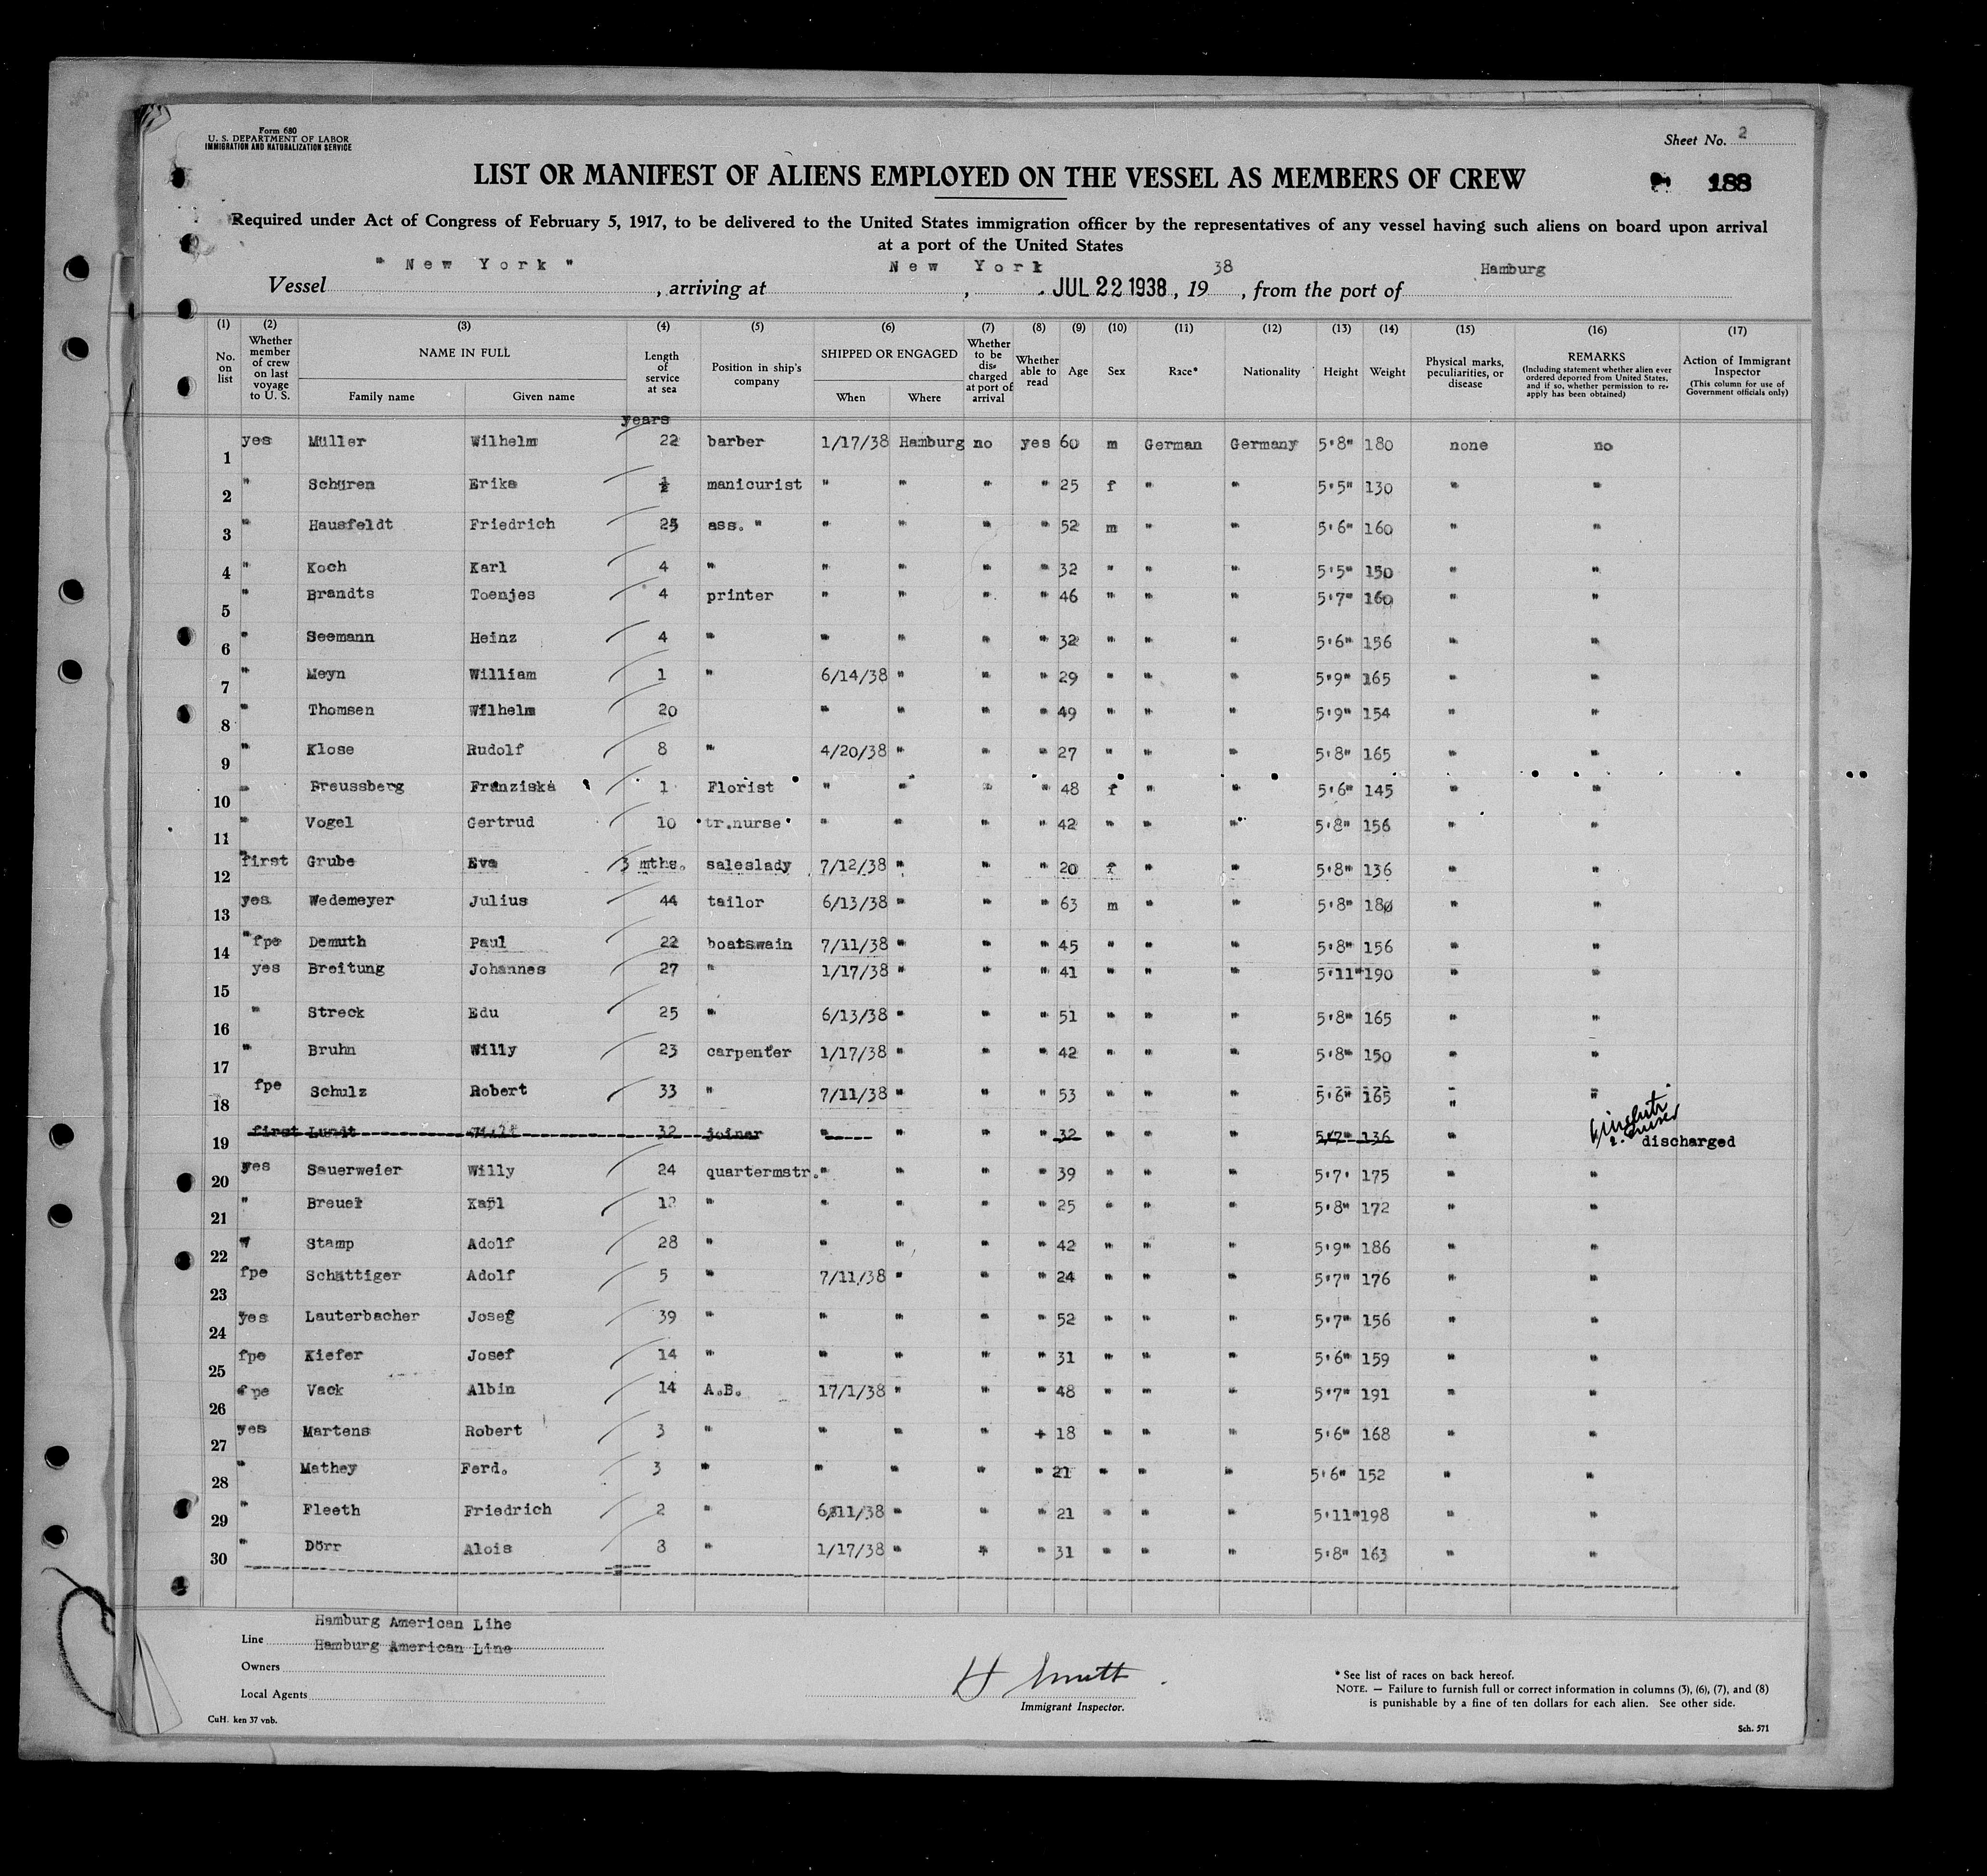 Form 680
U. S. DEPARTMENT OF LABOR
IMMIGRATION AND NATURALIZATION SERVICE
Sheet No. 2
LIST OR MANIFEST OF ALIENS EMPLOYED ON THE VESSEL AS MEMBERS OF CREW
188
Required under Act of Congress of February 5, 1917, to be delivered to the United States immigration officer by the representatives of any vessel having such aliens on board upon arrival
at a port of the United States
Vessel " New York " , arriving at New York , JUL 22 1938 , 19 38 , from the port of Hamburg
(1) (2) (3) (4) (5) (6) (7) (8) (9) (10) (11) (12) (13) (14) (15) (16) (17)
No. on list
Whether member of crew on last voyage to U. S.
NAME IN FULL
Family name Given name
Length of service at sea
Position in ship's company
SHIPPED OR ENGAGED
When Where
Whether to be discharged at port of arrival
Whether able to read
Age
Sex
Race*
Nationality
Height
Weight
Physical marks, peculiarities, or disease
REMARKS
(Including statement whether alien ever ordered deported from United States, and if so, whether permission to reapply has been obtained)
Action of Immigrant Inspector
(This column for use of Government officials only)
years
1 yes Müller Wilhelm 22 barber 1/17/38 Hamburg no yes 60 m German Germany 5'8" 180 none no
2 " Schüren Erika ½ manicurist " " " " 25 f " " 5'5" 130 " "
3 " Hausfeldt Friedrich 25 ass. " " " " " 52 m " " 5'6" 160 " "
4 " Koch Karl 4 " " " " " 32 " " " 5'5" 150 " "
5 " Brandts Toenjes 4 printer " " " " 46 " " " 5'7" 160 " "
6 " Seemann Heinz 4 " " " " " 32 " " " 5'6" 156 " "
7 " Meyn William 1 " 6/14/38 " " " 29 " " " 5'9" 165 " "
8 " Thomsen Wilhelm 20 " " " " 49 " " " 5'9" 154 " "
9 " Klose Rudolf 8 " 4/20/38 " " " 27 " " " 5'8" 165 " "
10 " Breussberg Franziska 1 Florist " " " " 48 f " " 5'6" 145 " "
11 " Vogel Gertrud 10 tr.nurse " " " " 42 " " " 5'8" 156 " "
12 first Grube Eva 3 mths. saleslady 7/12/38 " " " 20 f " " 5'8" 136 " "
13 yes Wedemeyer Julius 44 tailor 6/13/38 " " " 63 m " " 5'8" 180 " "
14 " fpe Demuth Paul 22 boatswain 7/11/38 " " " 45 " " " 5'8" 156 " "
15 yes Breitung Johannes 27 " 1/17/38 " " " 41 " " " 5'11" 190 " "
16 " Streck Edu 25 " 6/13/38 " " " 51 " " " 5'8" 165 " "
17 " Bruhn Willy 23 carpenter 1/17/38 " " " 42 " " " 5'8" 150 " "
18 fpe Schulz Robert 33 " 7/11/38 " " " 53 " " " 5'6" 165 " "
19 first Lundt 32 joiner " " " " 32 " " " 5'7" 136 " discharged
20 yes Sauerweier Willy 24 quartermstr. " " " " 39 " " " 5'7' 175 " "
21 " Breuer Karl 12 " " " " " 25 " " " 5'8" 172 " "
22 " Stamp Adolf 28 " " " " " 42 " " " 5'9" 186 " "
23 fpe Schättiger Adolf 5 " 7/11/38 " " " 24 " " " 5'7" 176 " "
24 yes Lauterbacher Josef 39 " " " " " 52 " " " 5'7" 156 " "
25 fpe Kiefer Josef 14 " " " " " 31 " " " 5'6" 159 " "
26 fpe Vack Albin 14 A.B. 17/1/38 " " " 48 " " " 5'7" 191 " "
27 yes Martens Robert 3 " " " " + 18 " " " 5'6" 168 " "
28 " Mathey Ferd. 3 " " " " " 21 " " " 5'6" 152 " "
29 " Fleeth Friedrich 2 " 6/11/38 " " " 21 " " " 5'11" 198 " "
30 " Dörr Alois 8 " 1/17/38 " " " 31 " " " 5'8" 163 " "
Hamburg American Lihe
Line Hamburg American Line
Owners
Local Agents
H Smith
Immigrant Inspector.
* See list of races on back hereof.
NOTE. — Failure to furnish full or correct information in columns (3), (6), (7), and (8)
is punishable by a fine of ten dollars for each alien. See other side.
CuH. ken 37 vnb.
Sch. 571